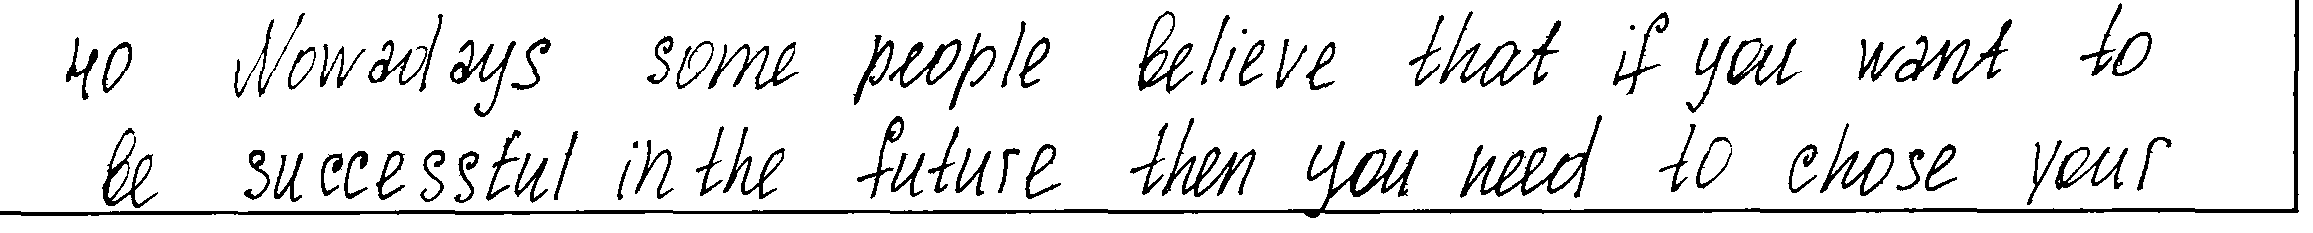 40 Nowadays some people believe that if you want to
be successful in the future then you need to chose your